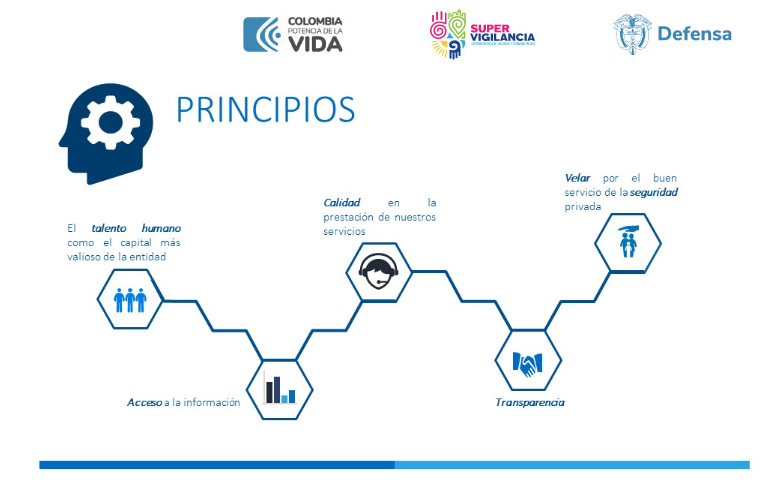 COLOMBIA
POTENCIA DE LA
VIDA
SUPER
VIGILANCIA
Defensa
PRINCIPIOS
El talento humano
como el capital más
valioso de la entidad
Acceso a la información
Calidad en la
prestación de nuestros
servicios
Transparencia
Velar por el buen
servicio de la seguridad
privada